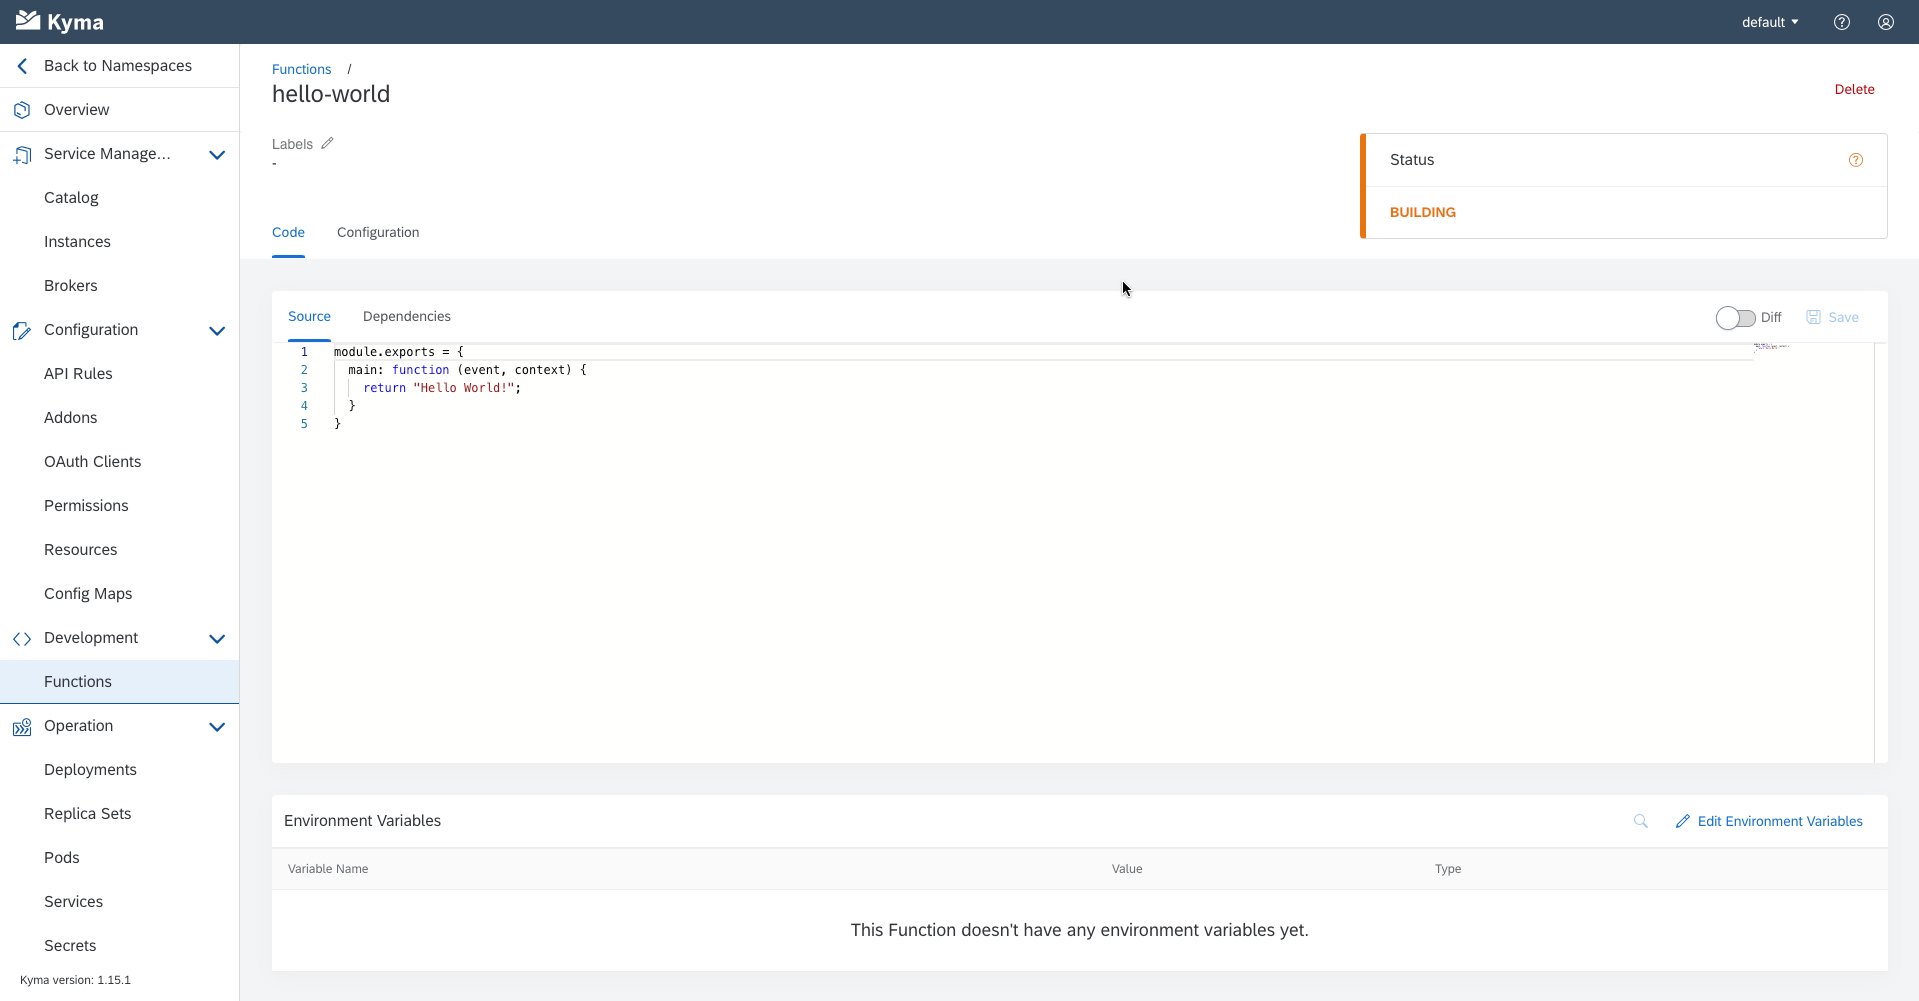 Kyma
default
Back to Namespaces
Overview
Service Manage...
Catalog
Instances
Brokers
Configuration
API Rules
Addons
OAuth Clients
Permissions
Resources
Config Maps
Development
Functions
Operation
Deployments
Replica Sets
Pods
Services
Secrets
Kyma version: 1.15.1
Functions /
hello-world
Delete
Labels
-
Status
BUILDING
Code Configuration
Source Dependencies
Diff Save
1 module.exports = {
2 main: function (event, context) {
3 return "Hello World!";
4 }
5 }
Environment Variables
Edit Environment Variables
Variable Name Value Type
This Function doesn't have any environment variables yet.